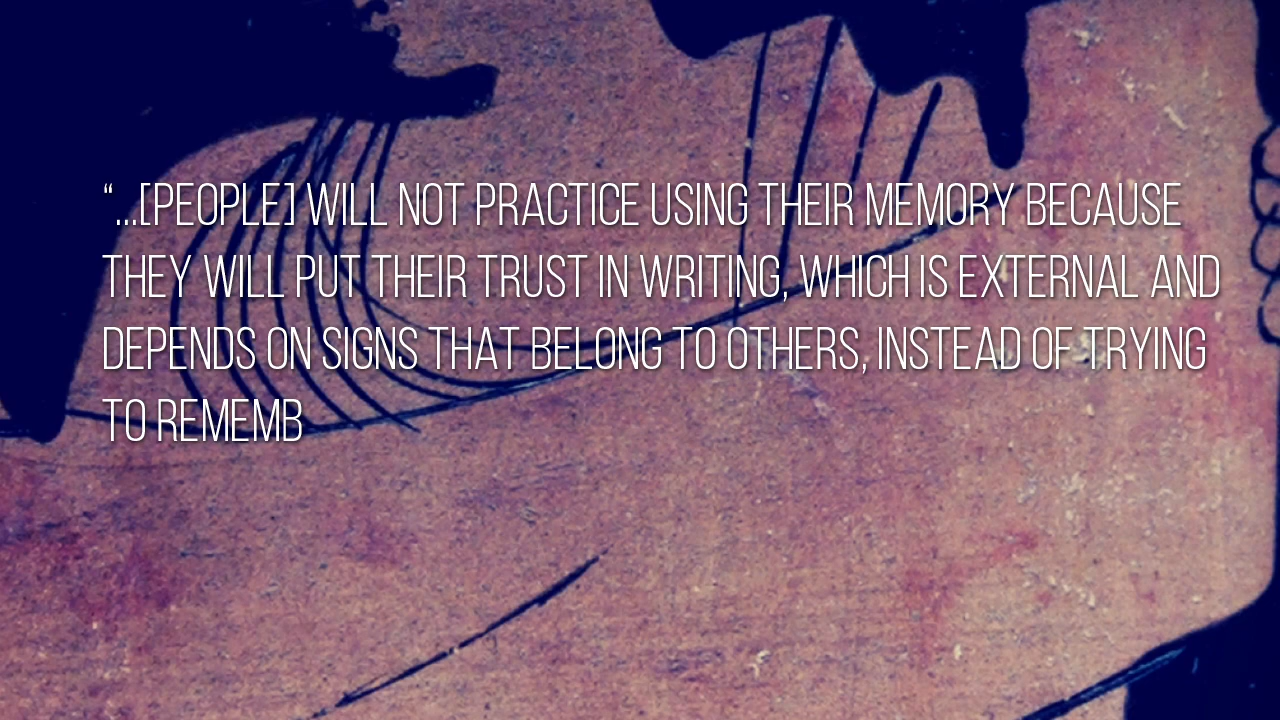 “...[PEOPLE] WILL NOT PRACTICE USING THEIR MEMORY BECAUSE
THEY WILL PUT THEIR TRUST IN WRITING, WHICH IS EXTERNAL AND
DEPENDS ON SIGNS THAT BELONG TO OTHERS, INSTEAD OF TRYING
TO REMEMB